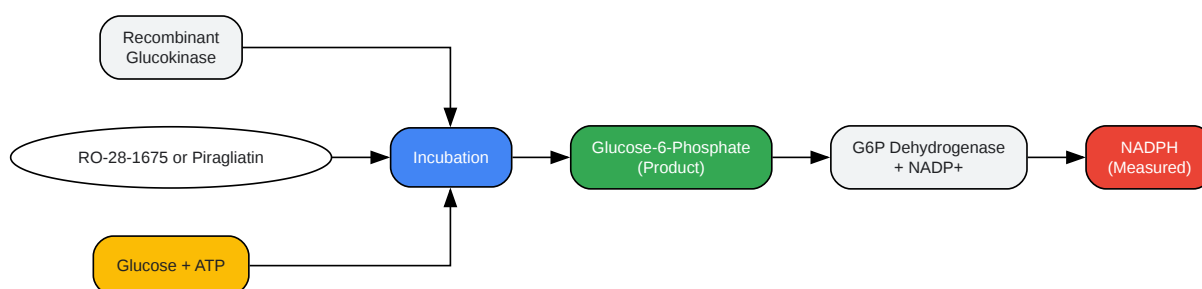 Recombinant
Glucokinase
RO-28-1675 or Piragliatin
Glucose + ATP
Incubation
Glucose-6-Phosphate
(Product)
G6P Dehydrogenase
+ NADP+
NADPH
(Measured)